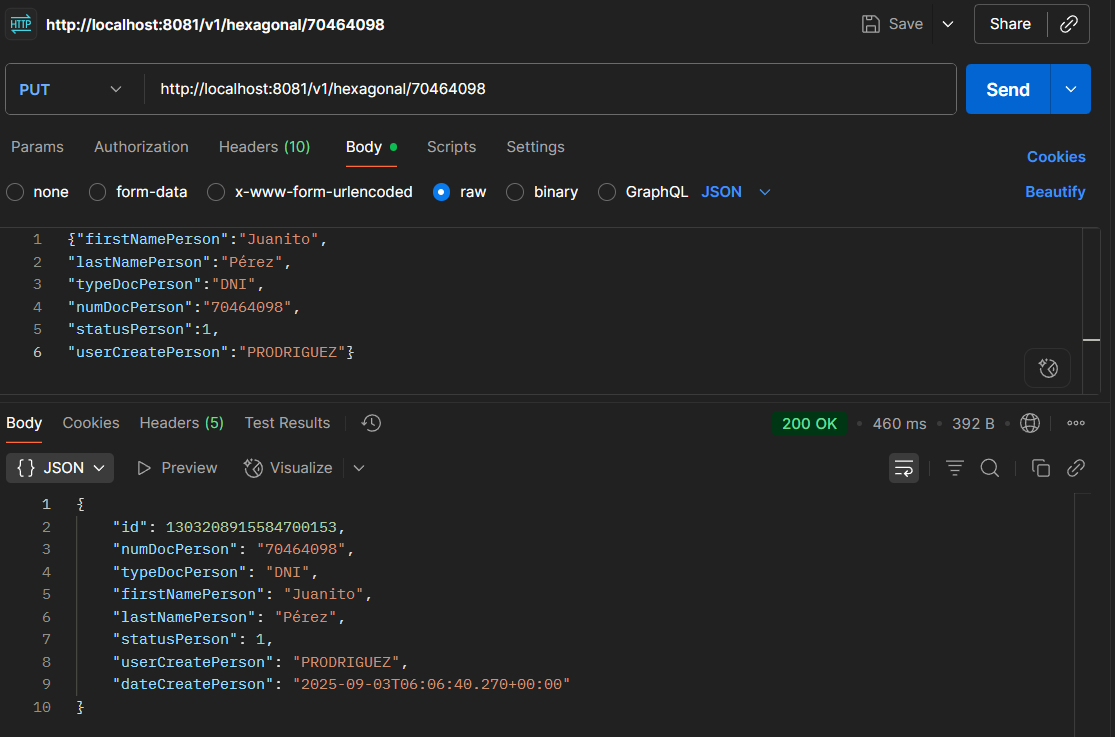 HTTP http://localhost:8081/v1/hexagonal/70464098 Save Share
PUT http://localhost:8081/v1/hexagonal/70464098 Send
Params Authorization Headers (10) Body Scripts Settings Cookies
none form-data x-www-form-urlencoded raw binary GraphQL JSON Beautify
1 {"firstNamePerson":"Juanito",
2 "lastNamePerson":"Pérez",
3 "typeDocPerson":"DNI",
4 "numDocPerson":"70464098",
5 "statusPerson":1,
6 "userCreatePerson":"PRODRIGUEZ"}
Body Cookies Headers (5) Test Results 200 OK • 460 ms • 392 B •
{} JSON Preview Visualize
1 {
2 "id": 1303208915584700153,
3 "numDocPerson": "70464098",
4 "typeDocPerson": "DNI",
5 "firstNamePerson": "Juanito",
6 "lastNamePerson": "Pérez",
7 "statusPerson": 1,
8 "userCreatePerson": "PRODRIGUEZ",
9 "dateCreatePerson": "2025-09-03T06:06:40.270+00:00"
10 }